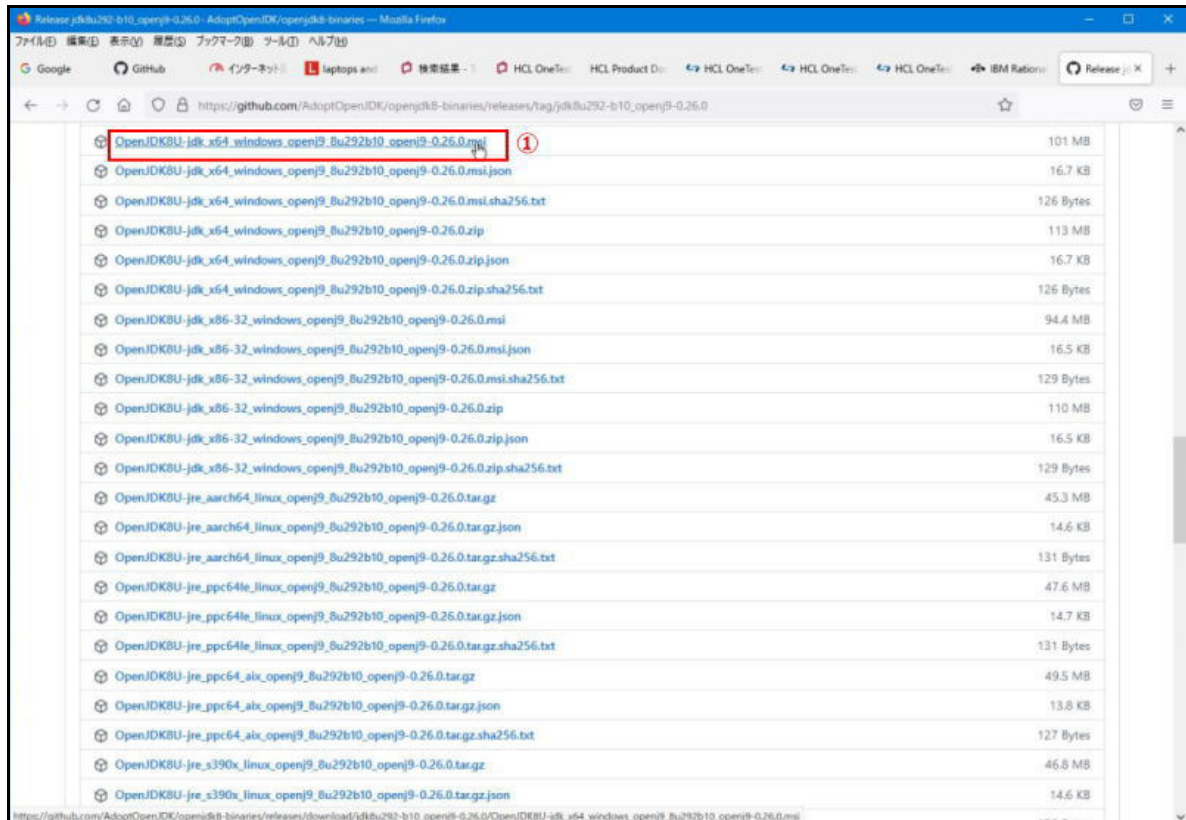 Release jdk8u292-b10_openj9-0.26.0 · AdoptOpenJDK/openjdk8-binaries — Mozilla Firefox
ファイル(F) 編集(E) 表示(V) 履歴(S) ブックマーク(B) ツール(T) ヘルプ(H)
Google GitHub インターネット laptops and 検索結果 - HCL OneTes HCL Product Do HCL OneTes HCL OneTes HCL OneTes IBM Rationa Release jd
https://github.com/AdoptOpenJDK/openjdk8-binaries/releases/tag/jdk8u292-b10_openj9-0.26.0
OpenJDK8U-jdk_x64_windows_openj9_8u292b10_openj9-0.26.0.msi ① 101 MB
OpenJDK8U-jdk_x64_windows_openj9_8u292b10_openj9-0.26.0.msi.json 16.7 KB
OpenJDK8U-jdk_x64_windows_openj9_8u292b10_openj9-0.26.0.msi.sha256.txt 126 Bytes
OpenJDK8U-jdk_x64_windows_openj9_8u292b10_openj9-0.26.0.zip 113 MB
OpenJDK8U-jdk_x64_windows_openj9_8u292b10_openj9-0.26.0.zip.json 16.7 KB
OpenJDK8U-jdk_x64_windows_openj9_8u292b10_openj9-0.26.0.zip.sha256.txt 126 Bytes
OpenJDK8U-jdk_x86-32_windows_openj9_8u292b10_openj9-0.26.0.msi 94.4 MB
OpenJDK8U-jdk_x86-32_windows_openj9_8u292b10_openj9-0.26.0.msi.json 16.5 KB
OpenJDK8U-jdk_x86-32_windows_openj9_8u292b10_openj9-0.26.0.msi.sha256.txt 129 Bytes
OpenJDK8U-jdk_x86-32_windows_openj9_8u292b10_openj9-0.26.0.zip 110 MB
OpenJDK8U-jdk_x86-32_windows_openj9_8u292b10_openj9-0.26.0.zip.json 16.5 KB
OpenJDK8U-jdk_x86-32_windows_openj9_8u292b10_openj9-0.26.0.zip.sha256.txt 129 Bytes
OpenJDK8U-jre_aarch64_linux_openj9_8u292b10_openj9-0.26.0.tar.gz 45.3 MB
OpenJDK8U-jre_aarch64_linux_openj9_8u292b10_openj9-0.26.0.tar.gz.json 14.6 KB
OpenJDK8U-jre_aarch64_linux_openj9_8u292b10_openj9-0.26.0.tar.gz.sha256.txt 131 Bytes
OpenJDK8U-jre_ppc64le_linux_openj9_8u292b10_openj9-0.26.0.tar.gz 47.6 MB
OpenJDK8U-jre_ppc64le_linux_openj9_8u292b10_openj9-0.26.0.tar.gz.json 14.7 KB
OpenJDK8U-jre_ppc64le_linux_openj9_8u292b10_openj9-0.26.0.tar.gz.sha256.txt 131 Bytes
OpenJDK8U-jre_ppc64_aix_openj9_8u292b10_openj9-0.26.0.tar.gz 49.5 MB
OpenJDK8U-jre_ppc64_aix_openj9_8u292b10_openj9-0.26.0.tar.gz.json 13.8 KB
OpenJDK8U-jre_ppc64_aix_openj9_8u292b10_openj9-0.26.0.tar.gz.sha256.txt 127 Bytes
OpenJDK8U-jre_s390x_linux_openj9_8u292b10_openj9-0.26.0.tar.gz 46.8 MB
OpenJDK8U-jre_s390x_linux_openj9_8u292b10_openj9-0.26.0.tar.gz.json 14.6 KB
https://github.com/AdoptOpenJDK/openjdk8-binaries/releases/download/jdk8u292-b10_openj9-0.26.0/OpenJDK8U-jdk_x64_windows_openj9_8u292b10_openj9-0.26.0.msi